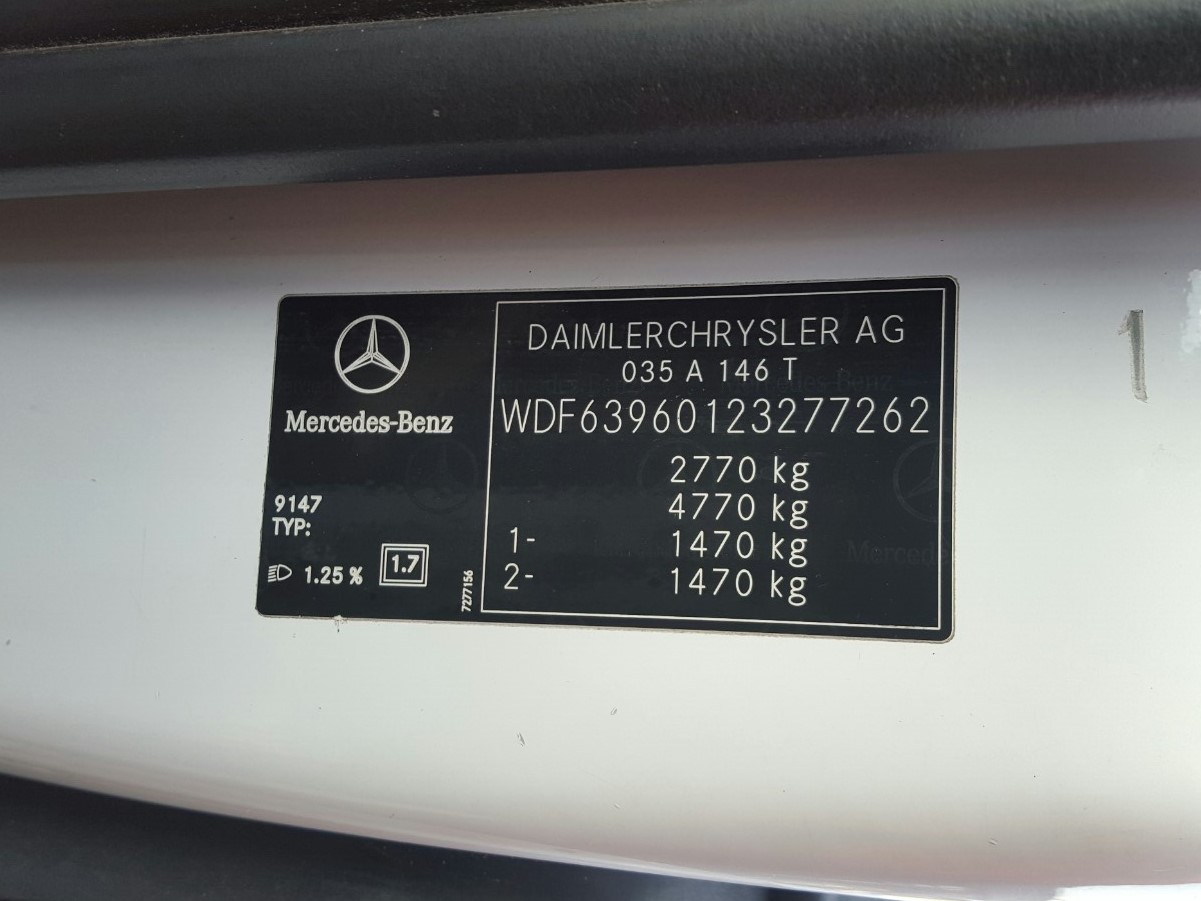 Mercedes-Benz
9147
TYP:
1.25 %
1.7
7277156
DAIMLERCHRYSLER AG
035 A 146 T
WDF63960123277262
2770 kg
4770 kg
1- 1470 kg
2- 1470 kg
1